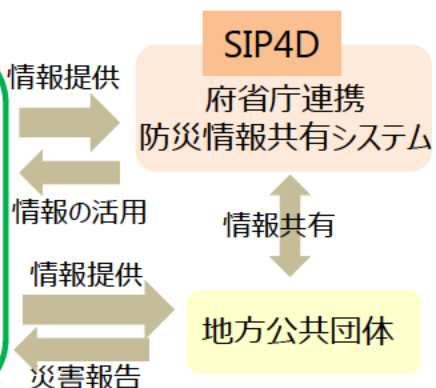 SIP4D
情報提供
府省庁連携
防災情報共有システム
情報の活用
情報共有
情報提供
地方公共団体
災害報告